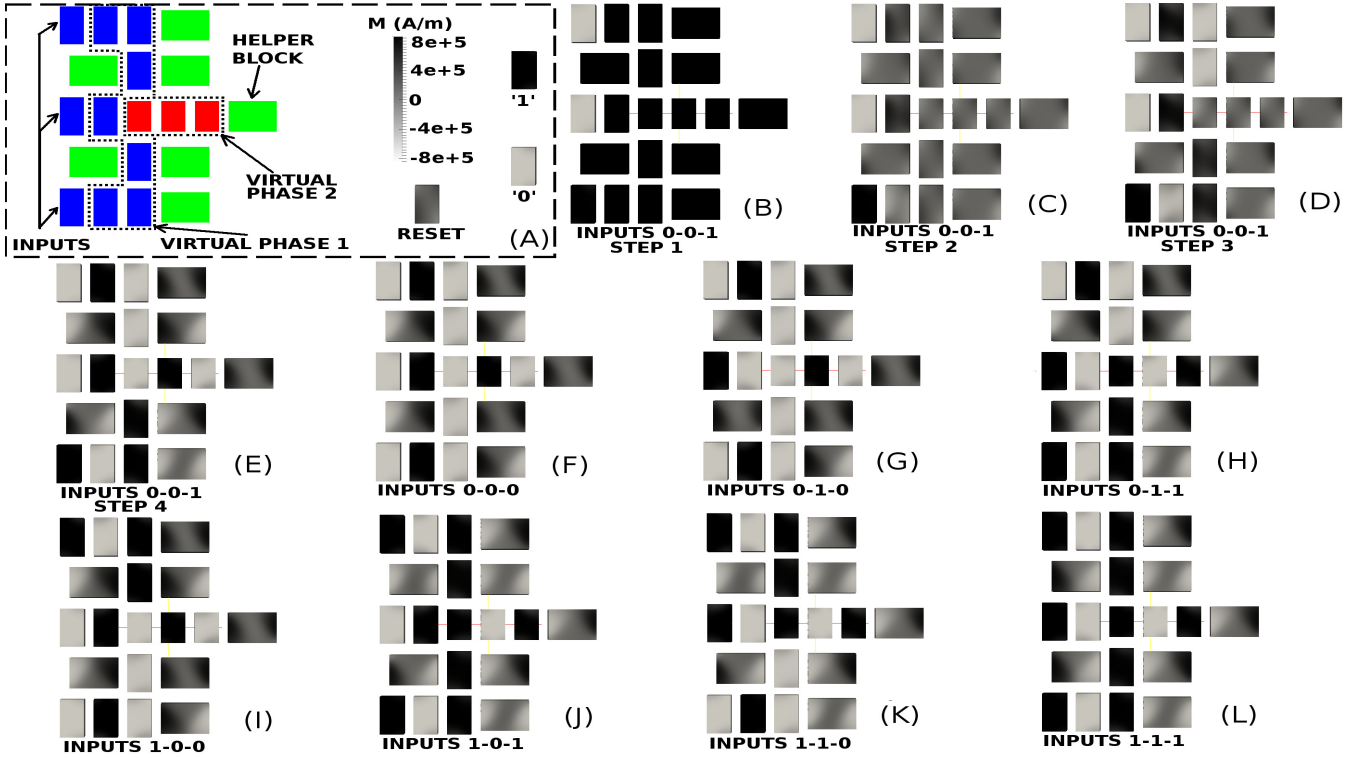 M (A/m)
8e+5
4e+5
0
-4e+5
-8e+5
'1'
'0'
RESET
(A)
HELPER
BLOCK
VIRTUAL
PHASE 2
INPUTS
VIRTUAL PHASE 1
(B)
INPUTS 0-0-1
STEP 1
(C)
INPUTS 0-0-1
STEP 2
(D)
INPUTS 0-0-1
STEP 3
(E)
INPUTS 0-0-1
STEP 4
(F)
INPUTS 0-0-0
(G)
INPUTS 0-1-0
(H)
INPUTS 0-1-1
(I)
INPUTS 1-0-0
(J)
INPUTS 1-0-1
(K)
INPUTS 1-1-0
(L)
INPUTS 1-1-1